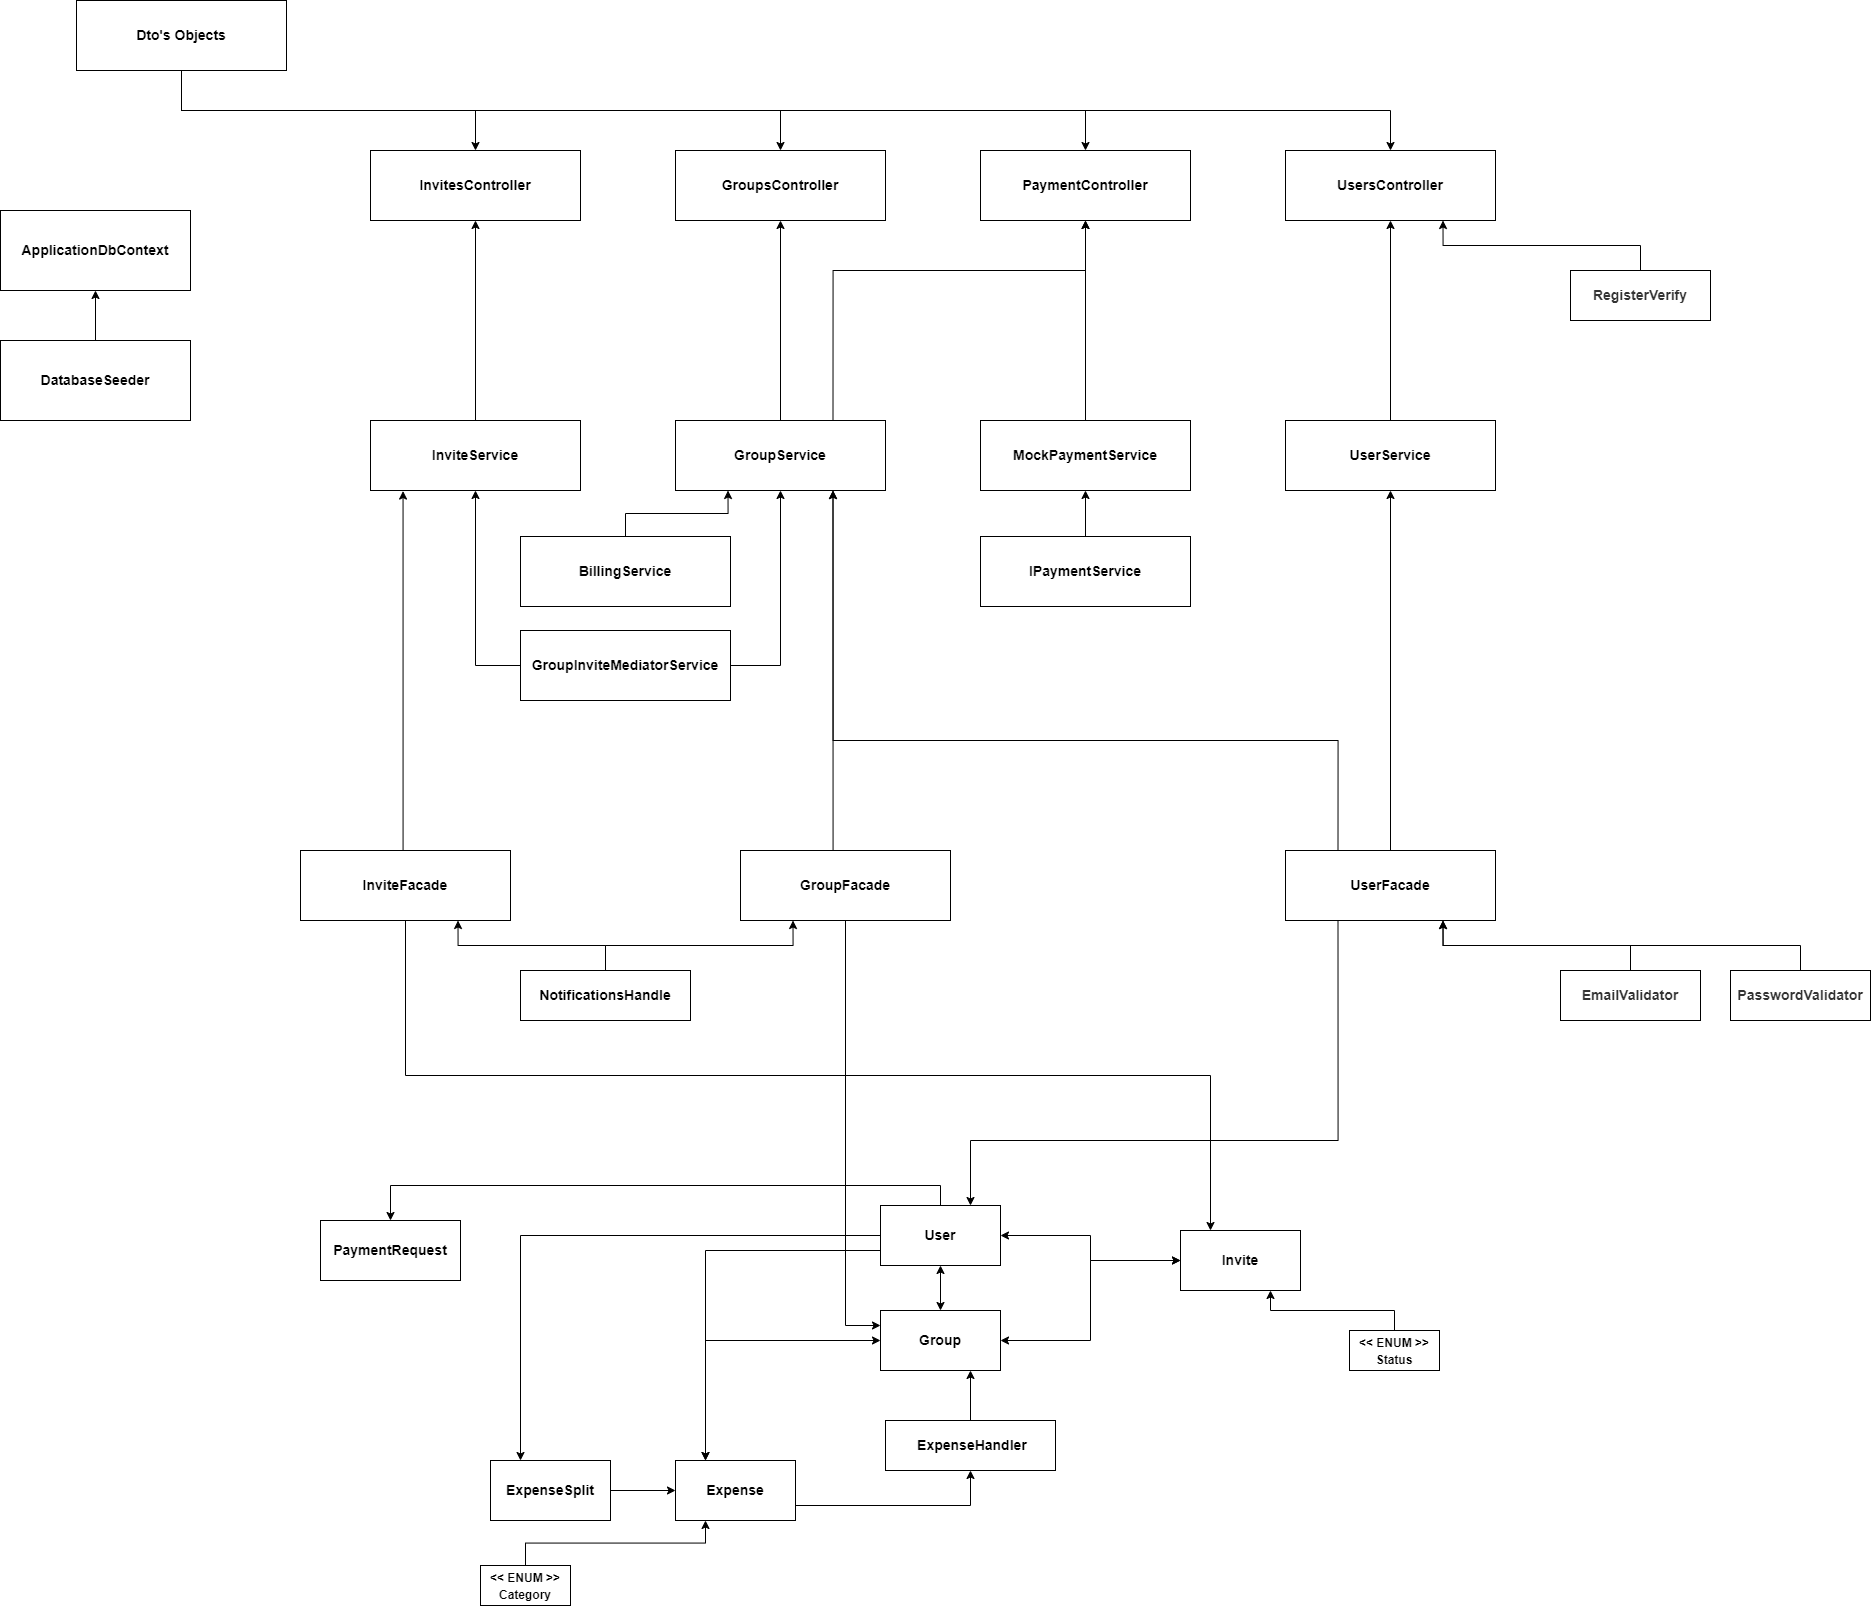 Dto's Objects
InvitesController
GroupsController
PaymentController
UsersController
ApplicationDbContext
RegisterVerify
DatabaseSeeder
InviteService
GroupService
MockPaymentService
UserService
BillingService
IPaymentService
GroupInviteMediatorService
InviteFacade
GroupFacade
UserFacade
NotificationsHandle
EmailValidator
PasswordValidator
User
PaymentRequest
Invite
Group
<< ENUM >>
Status
ExpenseHandler
ExpenseSplit
Expense
<< ENUM >>
Category